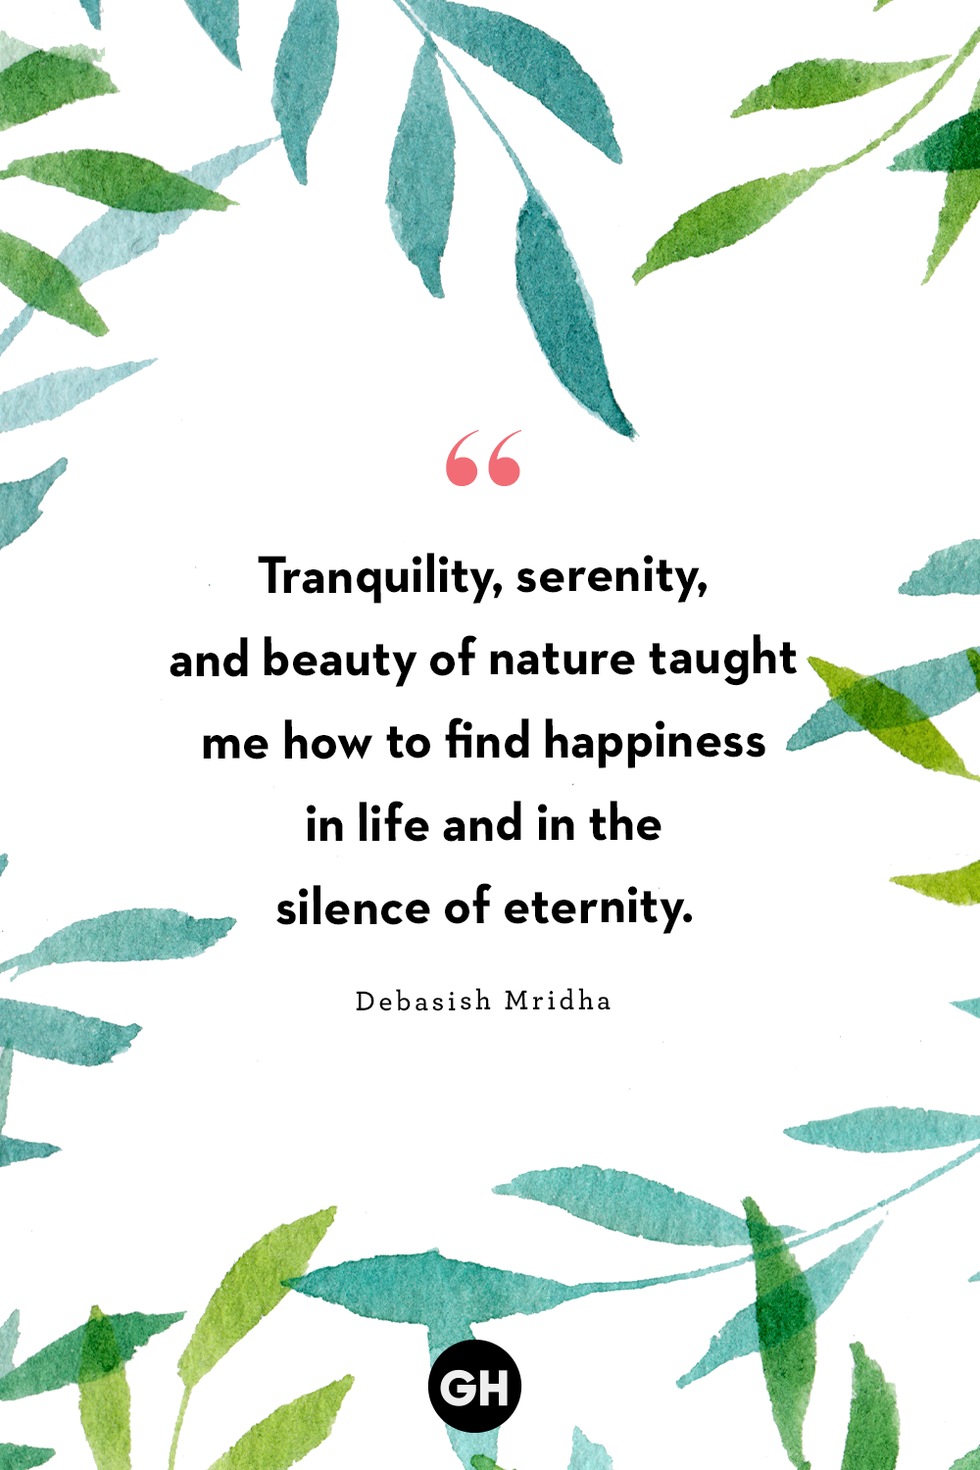 “
Tranquility, serenity,
and beauty of nature taught
me how to find happiness
in life and in the
silence of eternity.
Debasish Mridha
GH